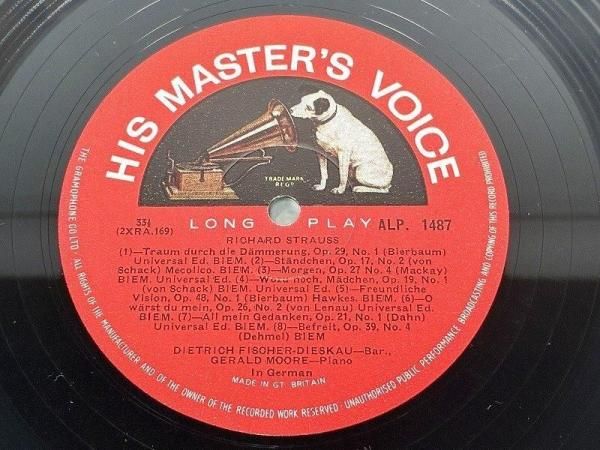 HIS MASTER'S VOICE
TRADE MARK
REGD
33⅓
(2XRA.169)
LONG PLAY
ALP. 1487
RICHARD STRAUSS
(1)—Traum durch die Dämmerung, Op. 29, No. 1 (Bierbaum)
Universal Ed. BIEM. (2)—Ständchen, Op. 17, No. 2 (von
Schack) Mecolico. BIEM. (3)—Morgen, Op. 27 No. 4 (Mackay)
BIEM. Universal Ed. (4)—Wozu noch, Mädchen, Op. 19, No. 1
(von Schack) BIEM. Universal Ed. (5)—Freundliche
Vision, Op. 48, No. 1 (Bierbaum) Hawkes. BIEM. (6)—O
wärst du mein, Op. 26, No. 2 (von Lenau) Universal Ed.
BIEM. (7)—All mein Gedanken, Op. 21, No. 1 (Dahn)
Universal Ed. BIEM. (8)—Befreit, Op. 39, No. 4
(Dehmel) BIEM
DIETRICH FISCHER-DIESKAU—Bar.,
GERALD MOORE—Piano
In German
MADE IN GT. BRITAIN
THE GRAMOPHONE CO. LTD. ALL RIGHTS OF THE MANUFACTURER AND OF THE OWNER OF THE RECORDED WORK RESERVED · UNAUTHORISED PUBLIC PERFORMANCE BROADCASTING AND COPYING OF THIS RECORD PROHIBITED